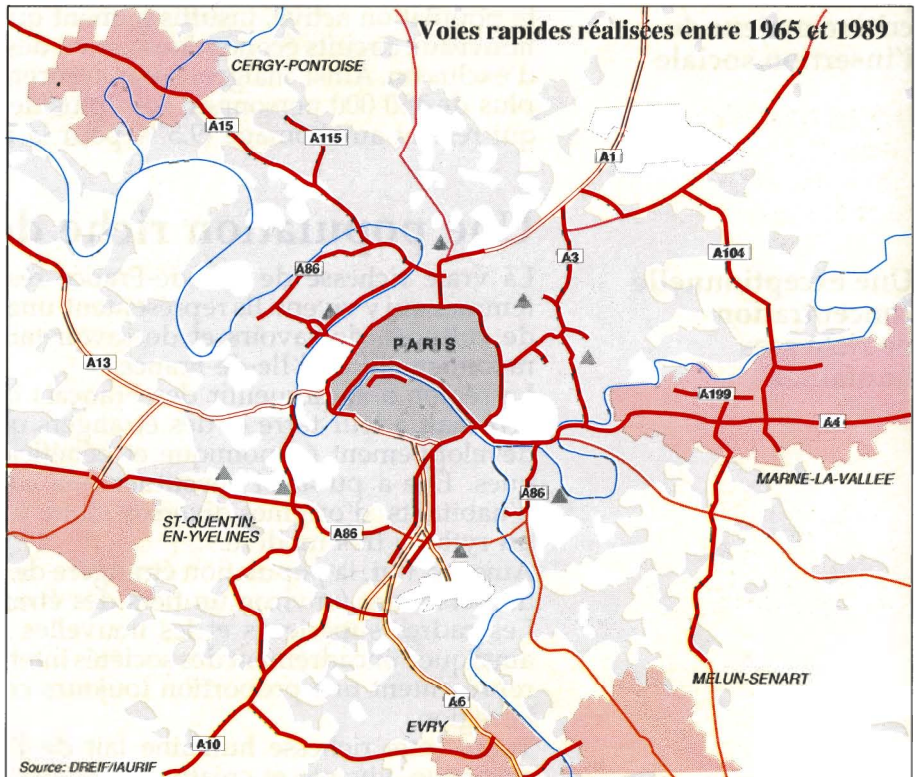 Voies rapides réalisées entre 1965 et 1989
CERGY-PONTOISE
A15
A115
A1
A86
A3
A104
PARIS
A13
A199
A4
MARNE-LA-VALLEE
ST-QUENTIN-
EN-YVELINES
A86
A86
MELUN-SENART
A6
EVRY
A10
Source: DREIF/IAURIF